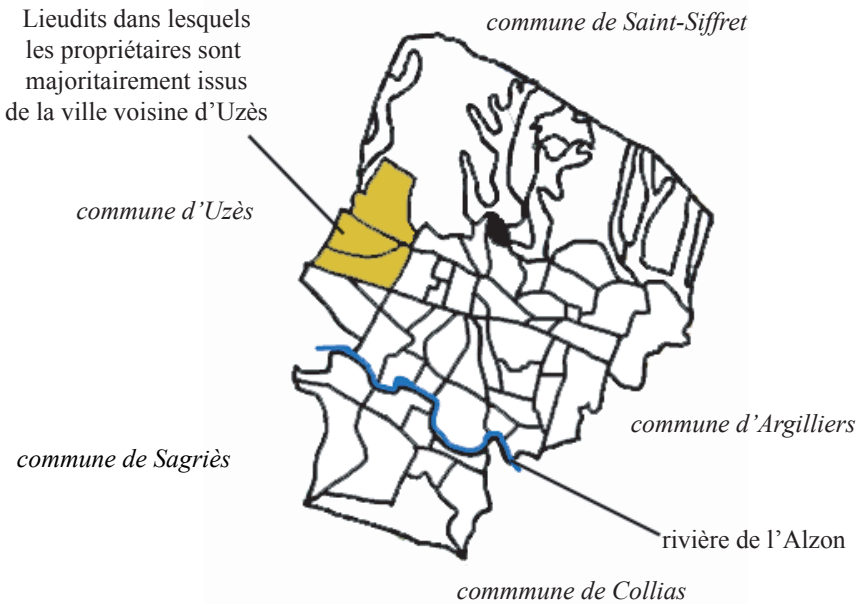 Lieudits dans lesquels
les propriétaires sont
majoritairement issus
de la ville voisine d'Uzès
commune de Saint-Siffret
commune d'Uzès
commune d'Argilliers
commune de Sagriès
rivière de l'Alzon
commmune de Collias